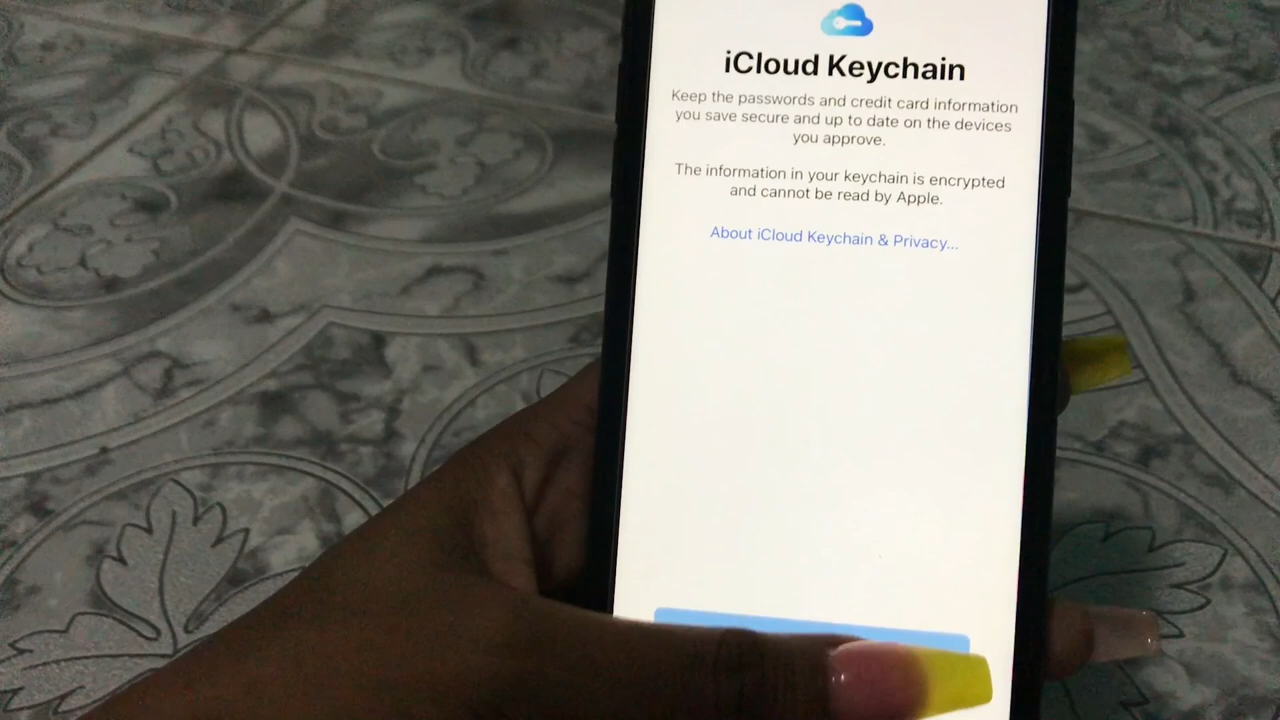 iCloud Keychain
Keep the passwords and credit card information
you save secure and up to date on the devices
you approve.
The information in your keychain is encrypted
and cannot be read by Apple.
About iCloud Keychain & Privacy...